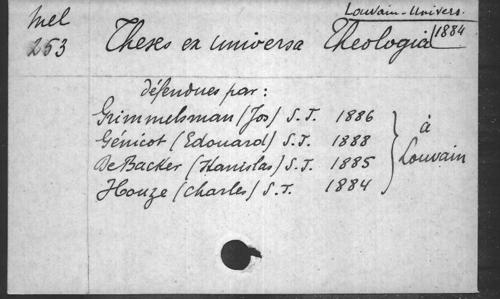 Mel
253
Louvain-Univers.
1884
Theses ex Universa Theologia
défendues par:
Grimmelsman (Jos) S.J. 1886
Génicot (Edouard) S.J. 1888
De Backer (Stanislas) S.J. 1885
Houze (Charles) S.J. 1884
à
Louvain